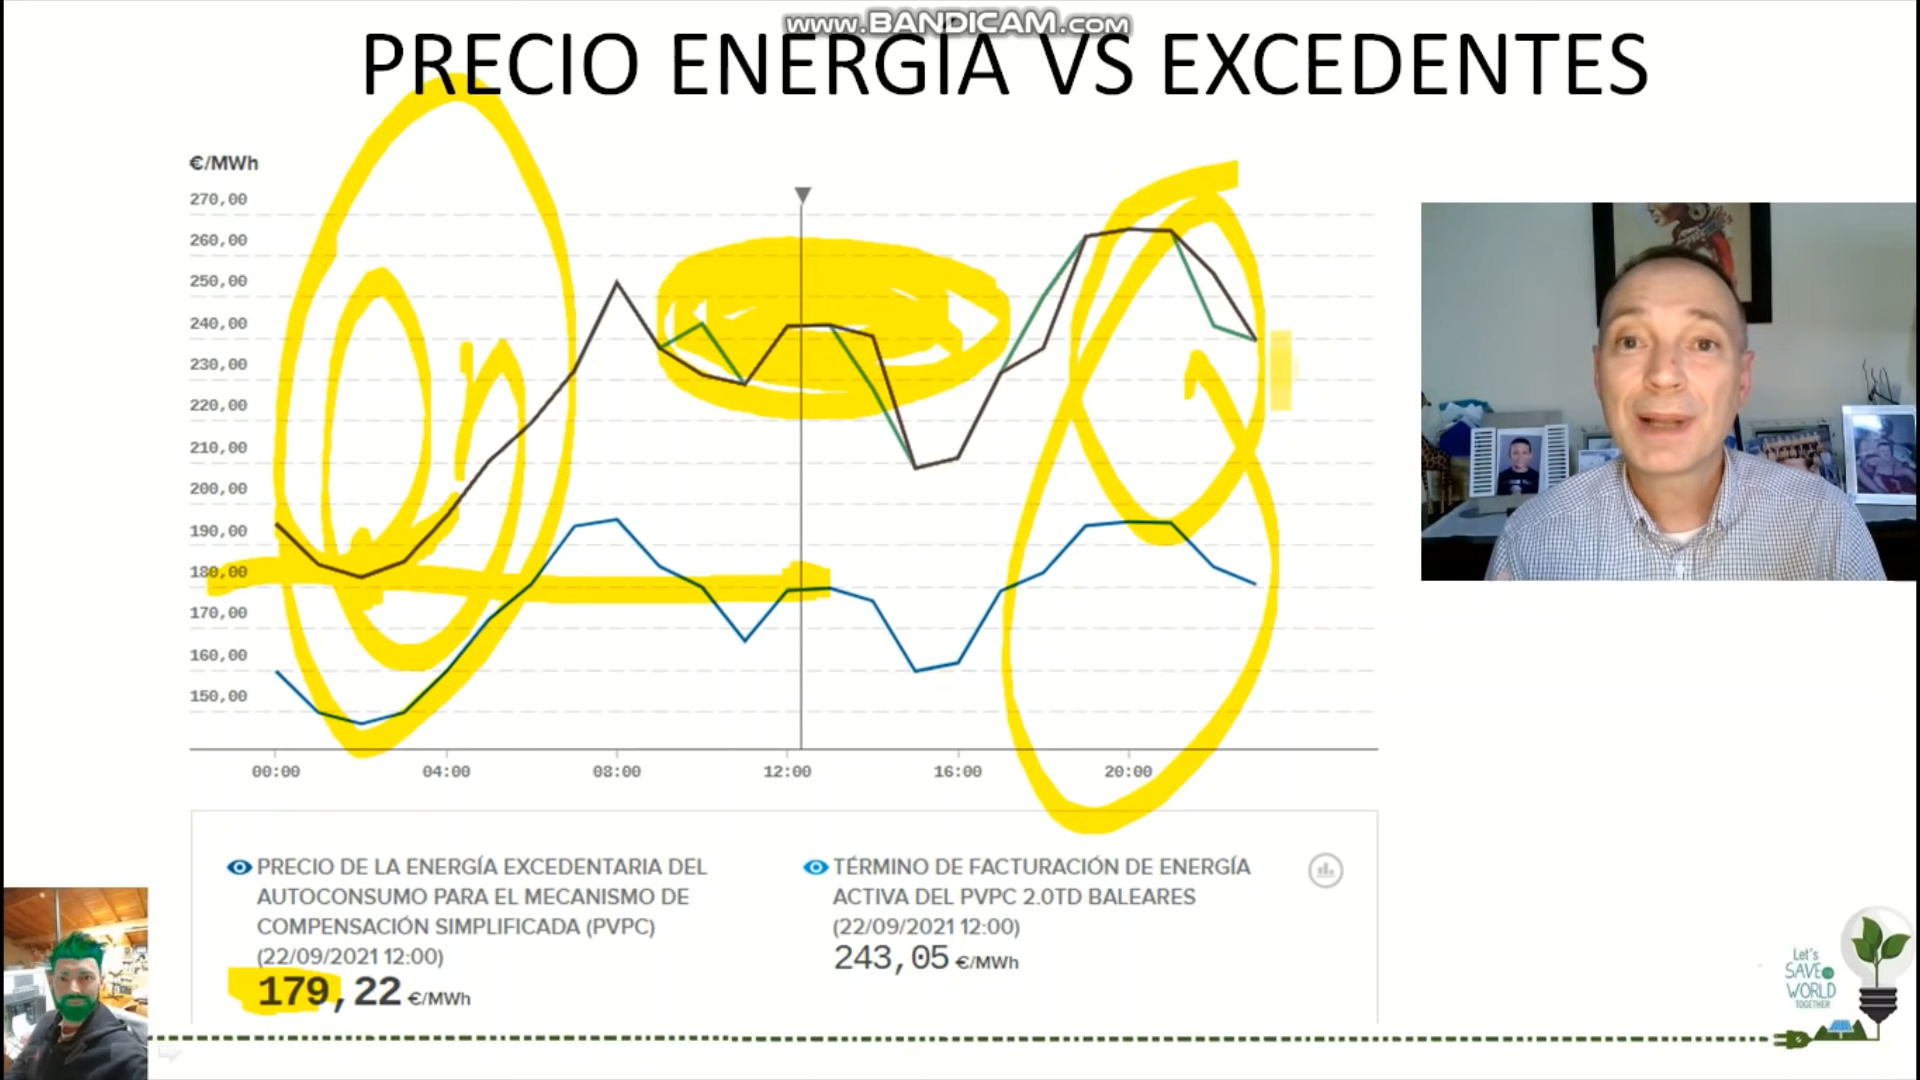 www.BANDICAM.com
PRECIO ENERGÍA VS EXCEDENTES
€/MWh
270,00
260,00
250,00
240,00
230,00
220,00
210,00
200,00
190,00
180,00
170,00
160,00
150,00
00:00 04:00 08:00 12:00 16:00 20:00
PRECIO DE LA ENERGÍA EXCEDENTARIA DEL
AUTOCONSUMO PARA EL MECANISMO DE
COMPENSACIÓN SIMPLIFICADA (PVPC)
(22/09/2021 12:00)
179,22 €/MWh
TÉRMINO DE FACTURACIÓN DE ENERGÍA
ACTIVA DEL PVPC 2.0TD BALEARES
(22/09/2021 12:00)
243,05 €/MWh
Let's
SAVE
WORLD
TOGETHER